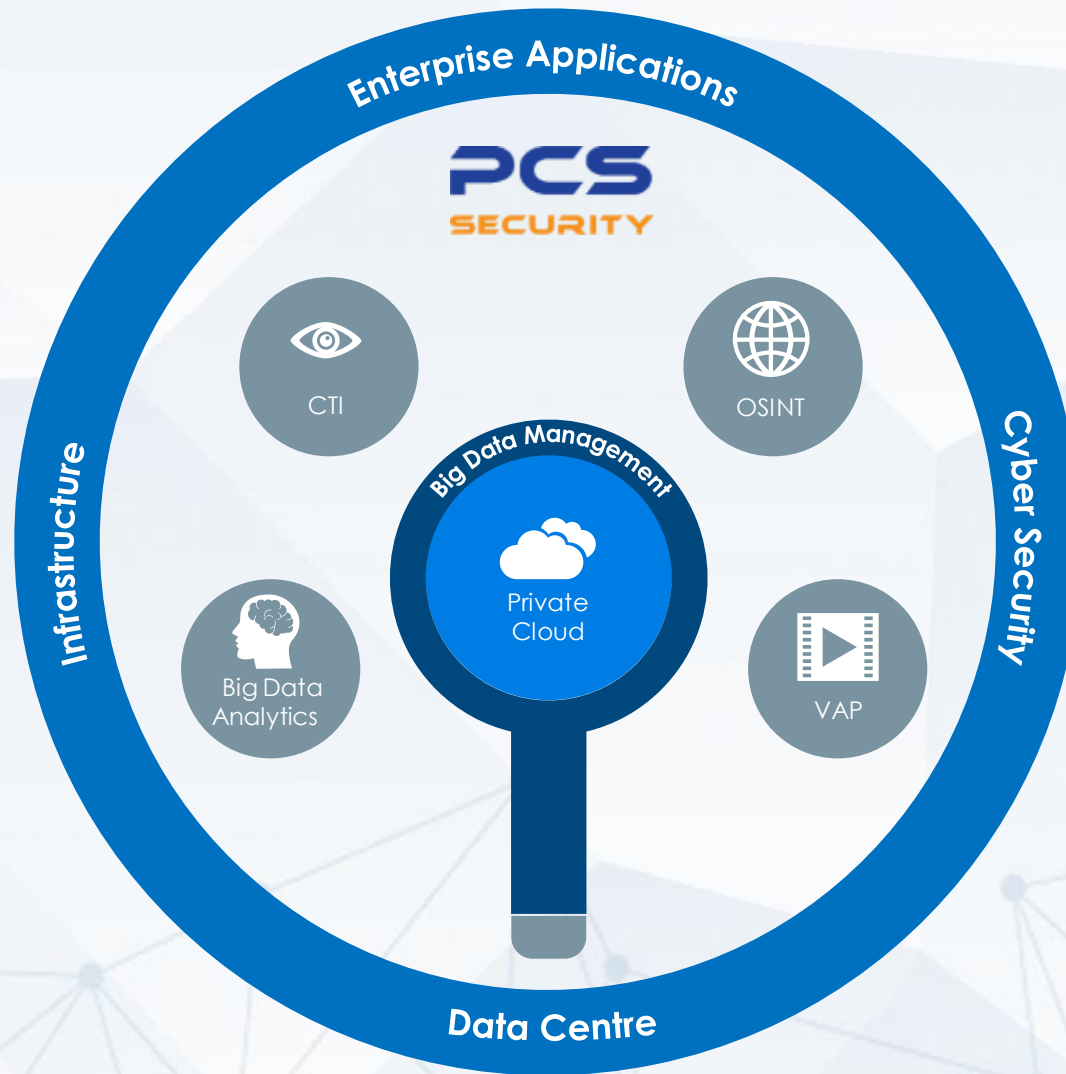 Enterprise Applications
PCS
SECURITY
CTI
OSINT
Infrastructure
Cyber Security
Big Data Management
Private
Cloud
Big Data
Analytics
VAP
Data Centre